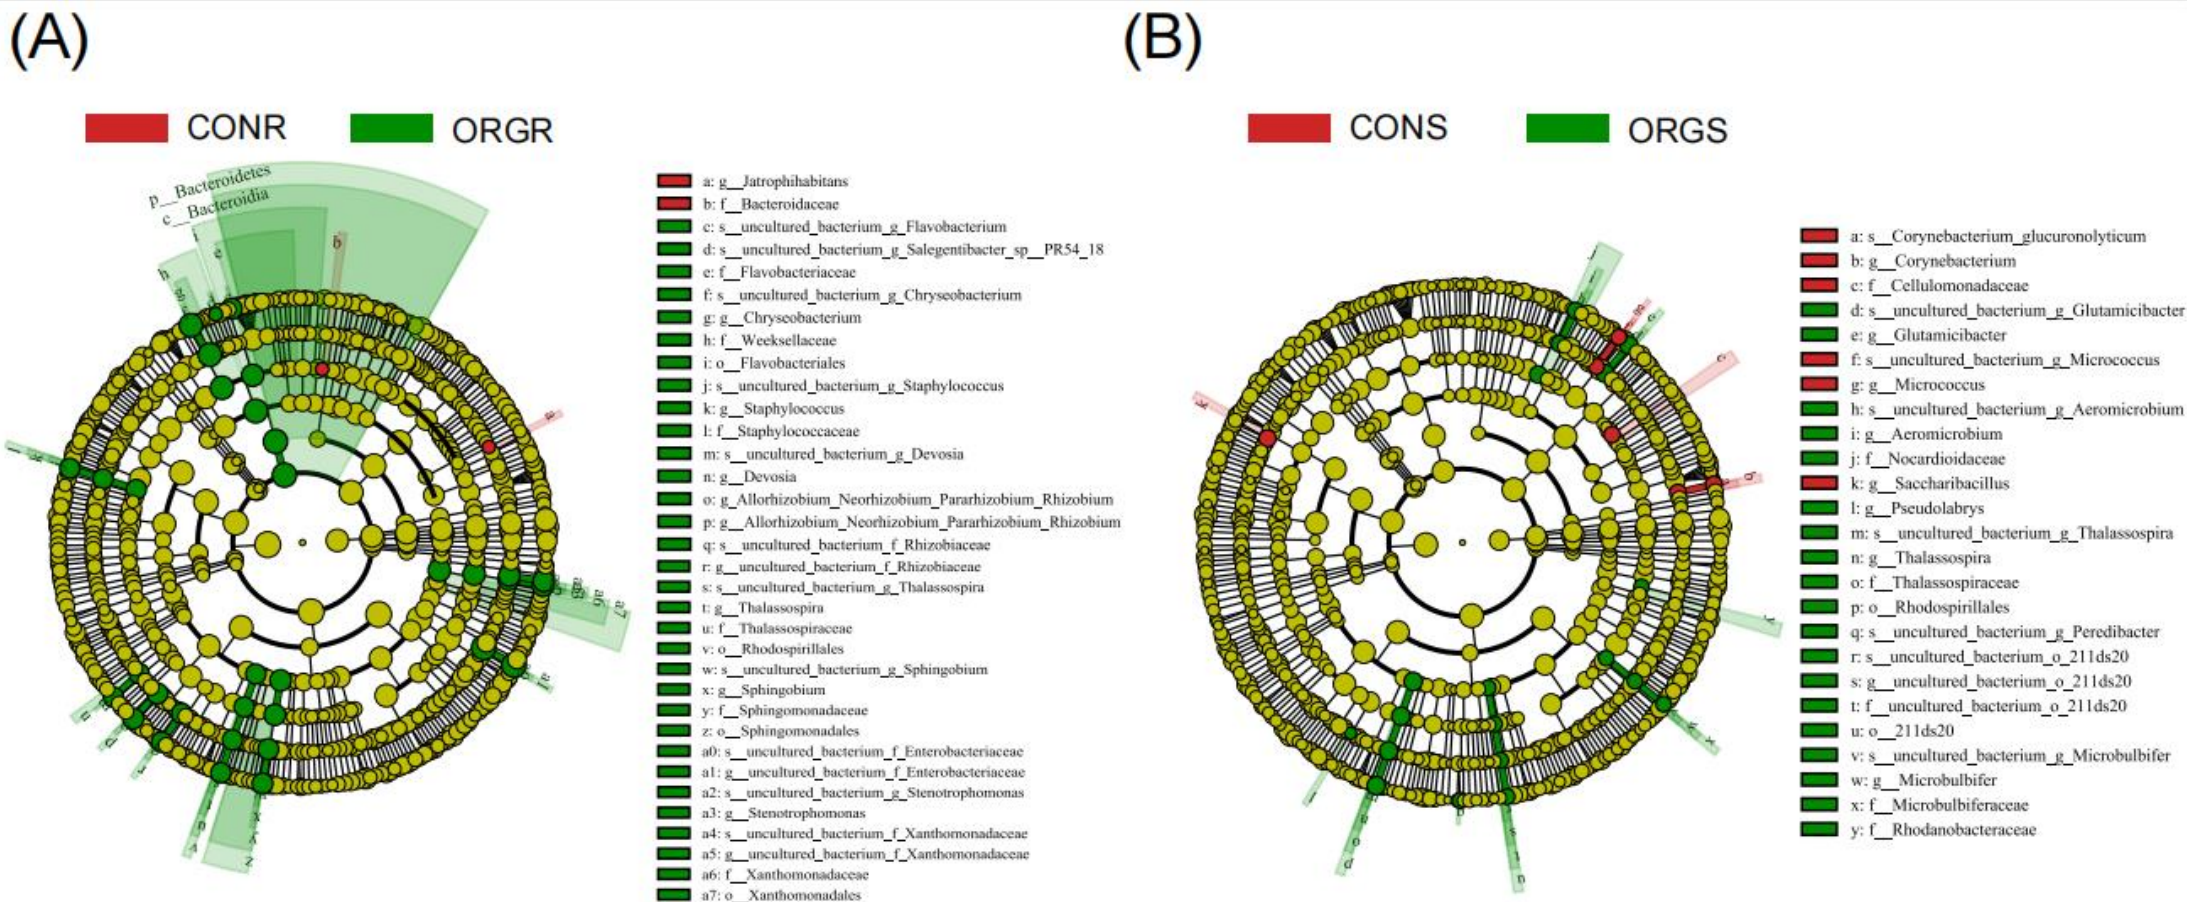 (A)
CONR
ORGR
p__Bacteroidetes
c__Bacteroidia
i
e
b
h
a
a6
a7
z
a: g__Jatrophihabitans
b: f__Bacteroidaceae
c: s__uncultured_bacterium_g_Flavobacterium
d: s__uncultured_bacterium_g_Salegentibacter_sp__PR54_18
e: f__Flavobacteriaceae
f: s__uncultured_bacterium_g_Chryseobacterium
g: g__Chryseobacterium
h: f__Weeksellaceae
i: o__Flavobacteriales
j: s__uncultured_bacterium_g_Staphylococcus
k: g__Staphylococcus
l: f__Staphylococcaceae
m: s__uncultured_bacterium_g_Devosia
n: g__Devosia
o: g_Allorhizobium_Neorhizobium_Pararhizobium_Rhizobium
p: g__Allorhizobium_Neorhizobium_Pararhizobium_Rhizobium
q: s__uncultured_bacterium_f_Rhizobiaceae
r: g__uncultured_bacterium_f_Rhizobiaceae
s: s__uncultured_bacterium_g_Thalassospira
t: g__Thalassospira
u: f__Thalassospiraceae
v: o__Rhodospirillales
w: s__uncultured_bacterium_g_Sphingobium
x: g__Sphingobium
y: f__Sphingomonadaceae
z: o__Sphingomonadales
a0: s__uncultured_bacterium_f_Enterobacteriaceae
a1: g__uncultured_bacterium_f_Enterobacteriaceae
a2: s__uncultured_bacterium_g_Stenotrophomonas
a3: g__Stenotrophomonas
a4: s__uncultured_bacterium_f_Xanthomonadaceae
a5: g__uncultured_bacterium_f_Xanthomonadaceae
a6: f__Xanthomonadaceae
a7: o__Xanthomonadales
(B)
CONS
ORGS
j
c
k
b
y
p
u
a: s__Corynebacterium_glucuronolyticum
b: g__Corynebacterium
c: f__Cellulomonadaceae
d: s__uncultured_bacterium_g_Glutamicibacter
e: g__Glutamicibacter
f: s__uncultured_bacterium_g_Micrococcus
g: g__Micrococcus
h: s__uncultured_bacterium_g_Aeromicrobium
i: g__Aeromicrobium
j: f__Nocardioidaceae
k: g__Saccharibacillus
l: g__Pseudolabrys
m: s__uncultured_bacterium_g_Thalassospira
n: g__Thalassospira
o: f__Thalassospiraceae
p: o__Rhodospirillales
q: s__uncultured_bacterium_g_Peredibacter
r: s__uncultured_bacterium_o_211ds20
s: g__uncultured_bacterium_o_211ds20
t: f__uncultured_bacterium_o_211ds20
u: o__211ds20
v: s__uncultured_bacterium_g_Microbulbifer
w: g__Microbulbifer
x: f__Microbulbiferaceae
y: f__Rhodanobacteraceae